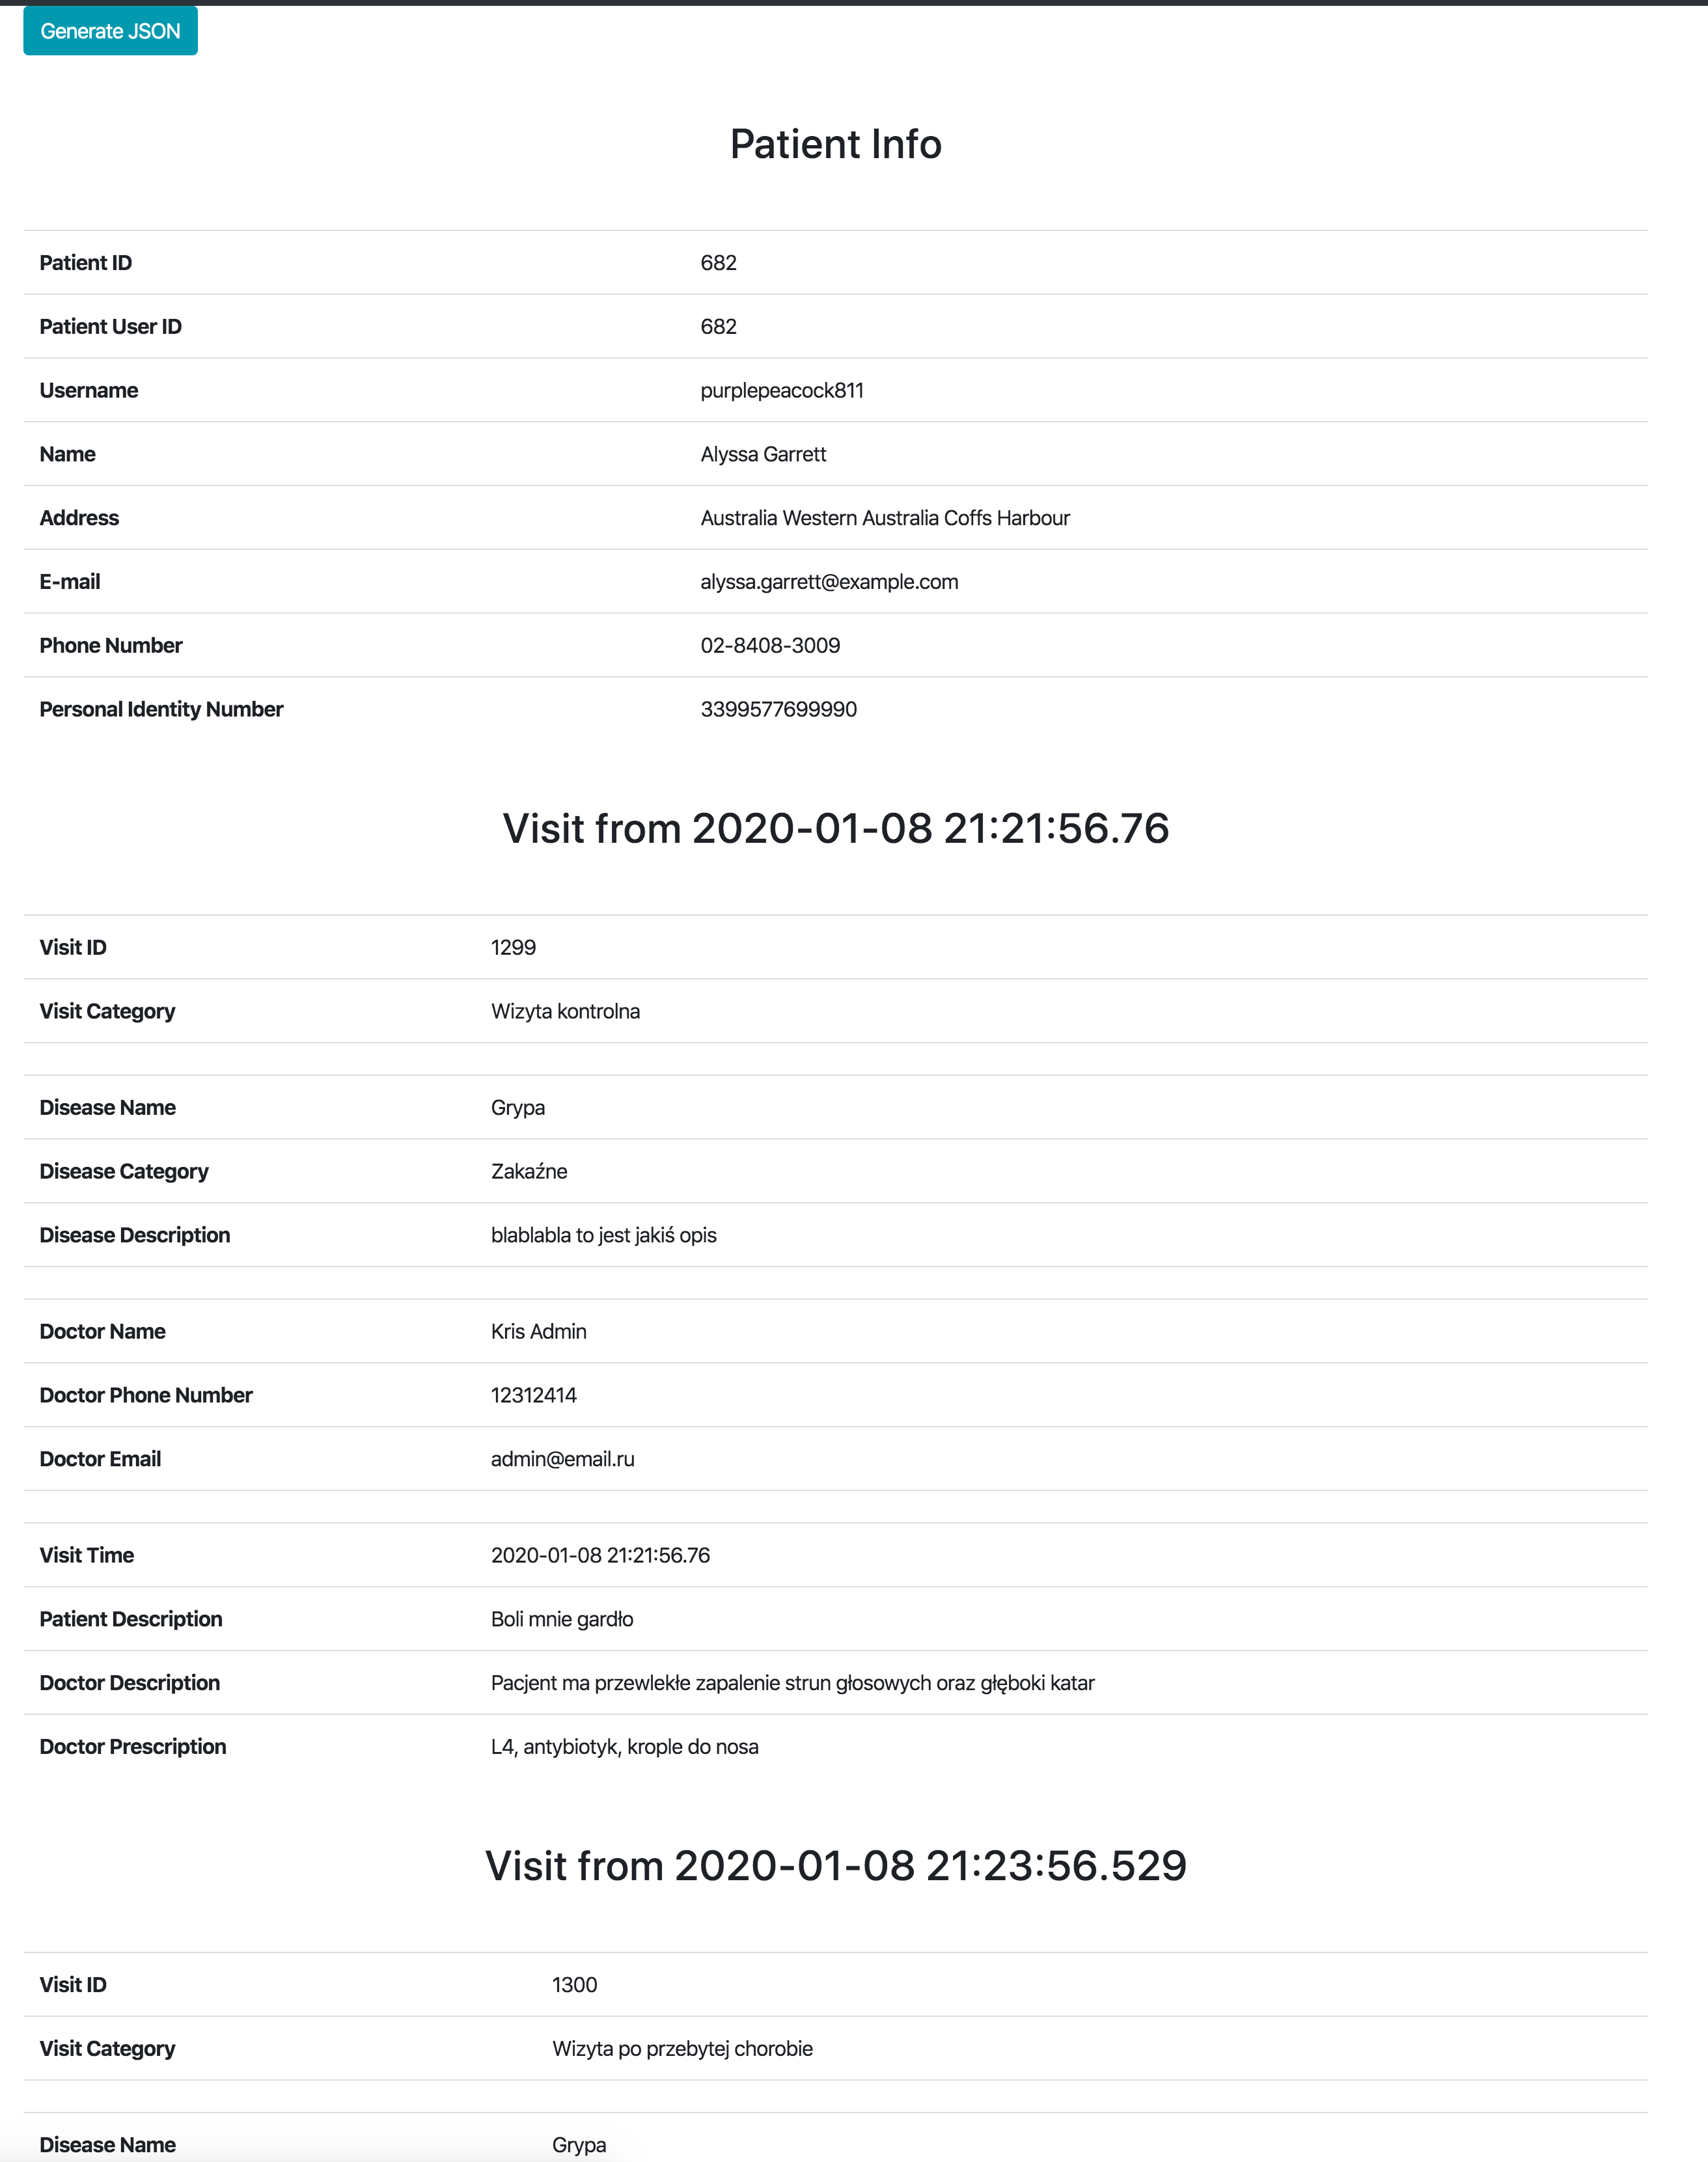 Generate JSON
Patient Info
Patient ID 682
Patient User ID 682
Username purplepeacock811
Name Alyssa Garrett
Address Australia Western Australia Coffs Harbour
E-mail alyssa.garrett@example.com
Phone Number 02-8408-3009
Personal Identity Number 3399577699990
Visit from 2020-01-08 21:21:56.76
Visit ID 1299
Visit Category Wizyta kontrolna
Disease Name Grypa
Disease Category Zakaźne
Disease Description blablabla to jest jakiś opis
Doctor Name Kris Admin
Doctor Phone Number 12312414
Doctor Email admin@email.ru
Visit Time 2020-01-08 21:21:56.76
Patient Description Boli mnie gardło
Doctor Description Pacjent ma przewlekłe zapalenie strun głosowych oraz głęboki katar
Doctor Prescription L4, antybiotyk, krople do nosa
Visit from 2020-01-08 21:23:56.529
Visit ID 1300
Visit Category Wizyta po przebytej chorobie
Disease Name Grypa